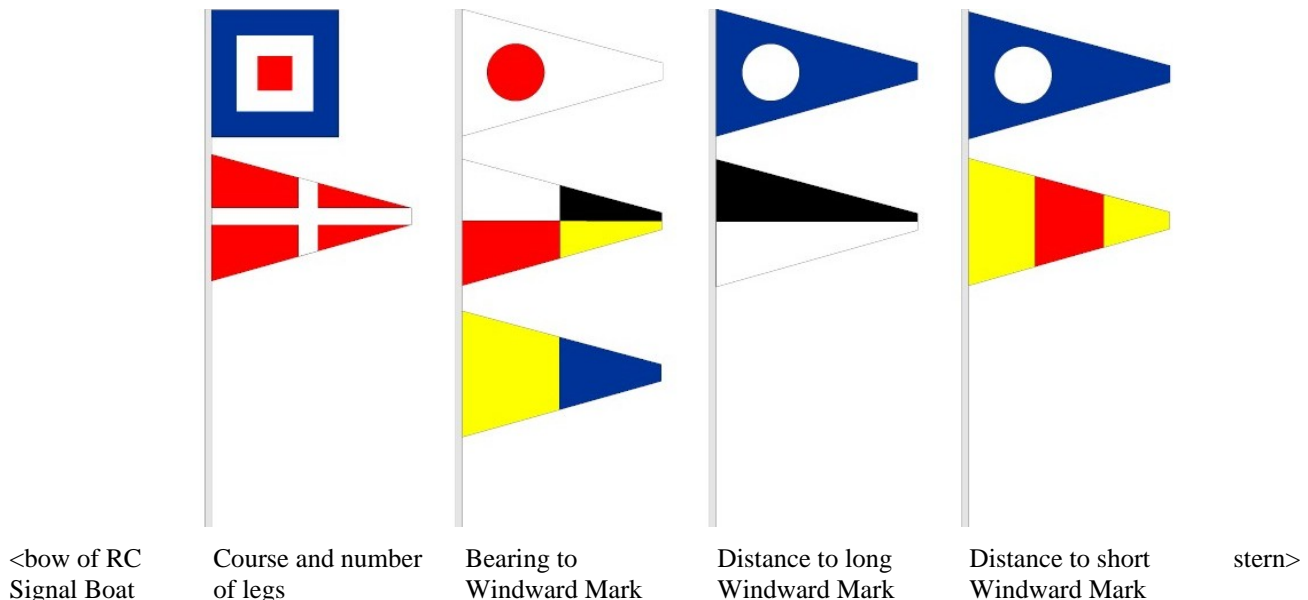 <bow of RC
Signal Boat
Course and number
of legs
Bearing to
Windward Mark
Distance to long
Windward Mark
Distance to short
Windward Mark
stern>